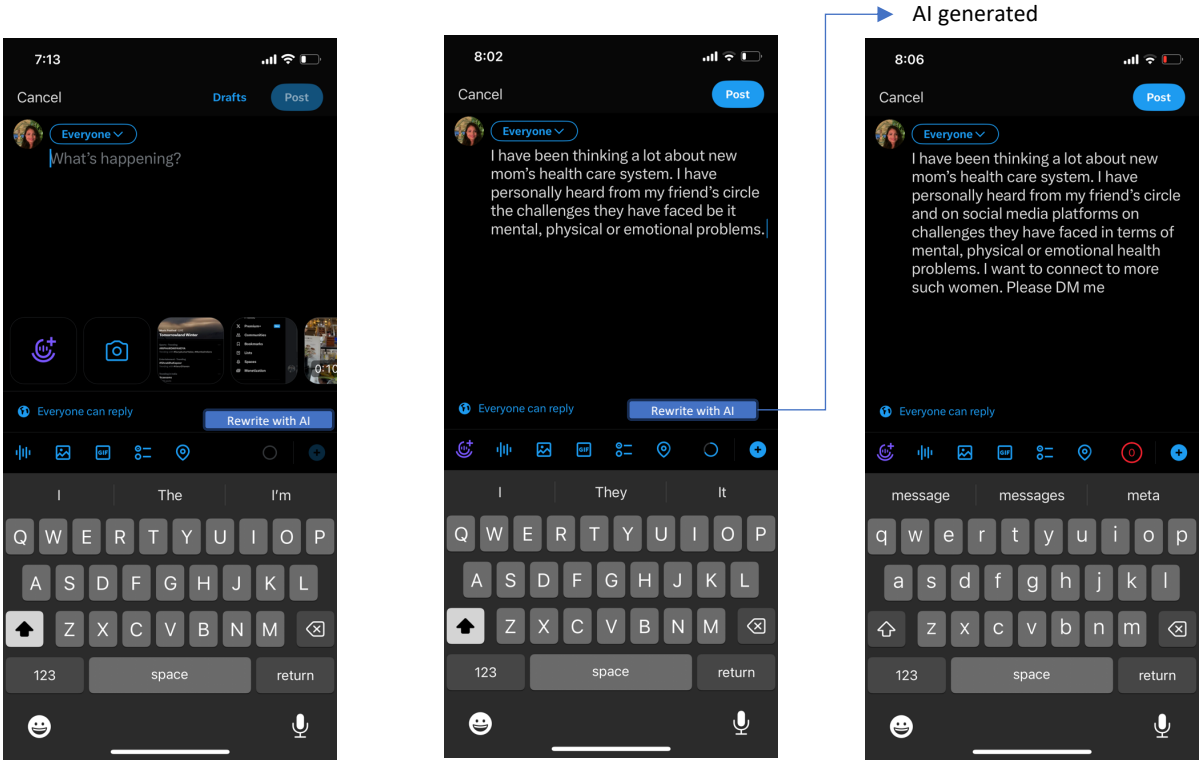 AI generated
7:13
Cancel
Drafts
Post
Everyone
What's happening?
0:10
Everyone can reply
Rewrite with AI
GIF
I
The
I'm
Q W E R T Y U I O P
A S D F G H J K L
Z X C V B N M
123
space
return
8:02
Cancel
Post
Everyone
I have been thinking a lot about new
mom's health care system. I have
personally heard from my friend's circle
the challenges they have faced be it
mental, physical or emotional problems.
Everyone can reply
Rewrite with AI
GIF
I
They
It
Q W E R T Y U I O P
A S D F G H J K L
Z X C V B N M
123
space
return
8:06
Cancel
Post
Everyone
I have been thinking a lot about new
mom's health care system. I have
personally heard from my friend's circle
and on social media platforms on
challenges they have faced in terms of
mental, physical or emotional health
problems. I want to connect to more
such women. Please DM me
Everyone can reply
GIF
0
message
messages
meta
q w e r t y u i o p
a s d f g h j k l
z x c v b n m
123
space
return